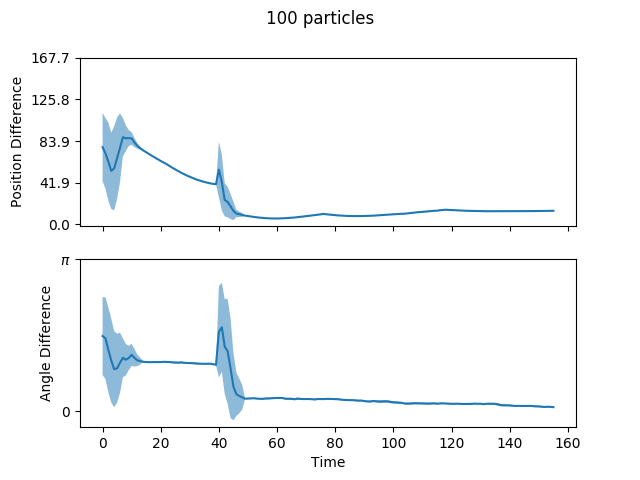 100 particles
167.7
125.8
83.9
41.9
0.0
Position Difference
π
0
Angle Difference
0 20 40 60 80 100 120 140 160
Time